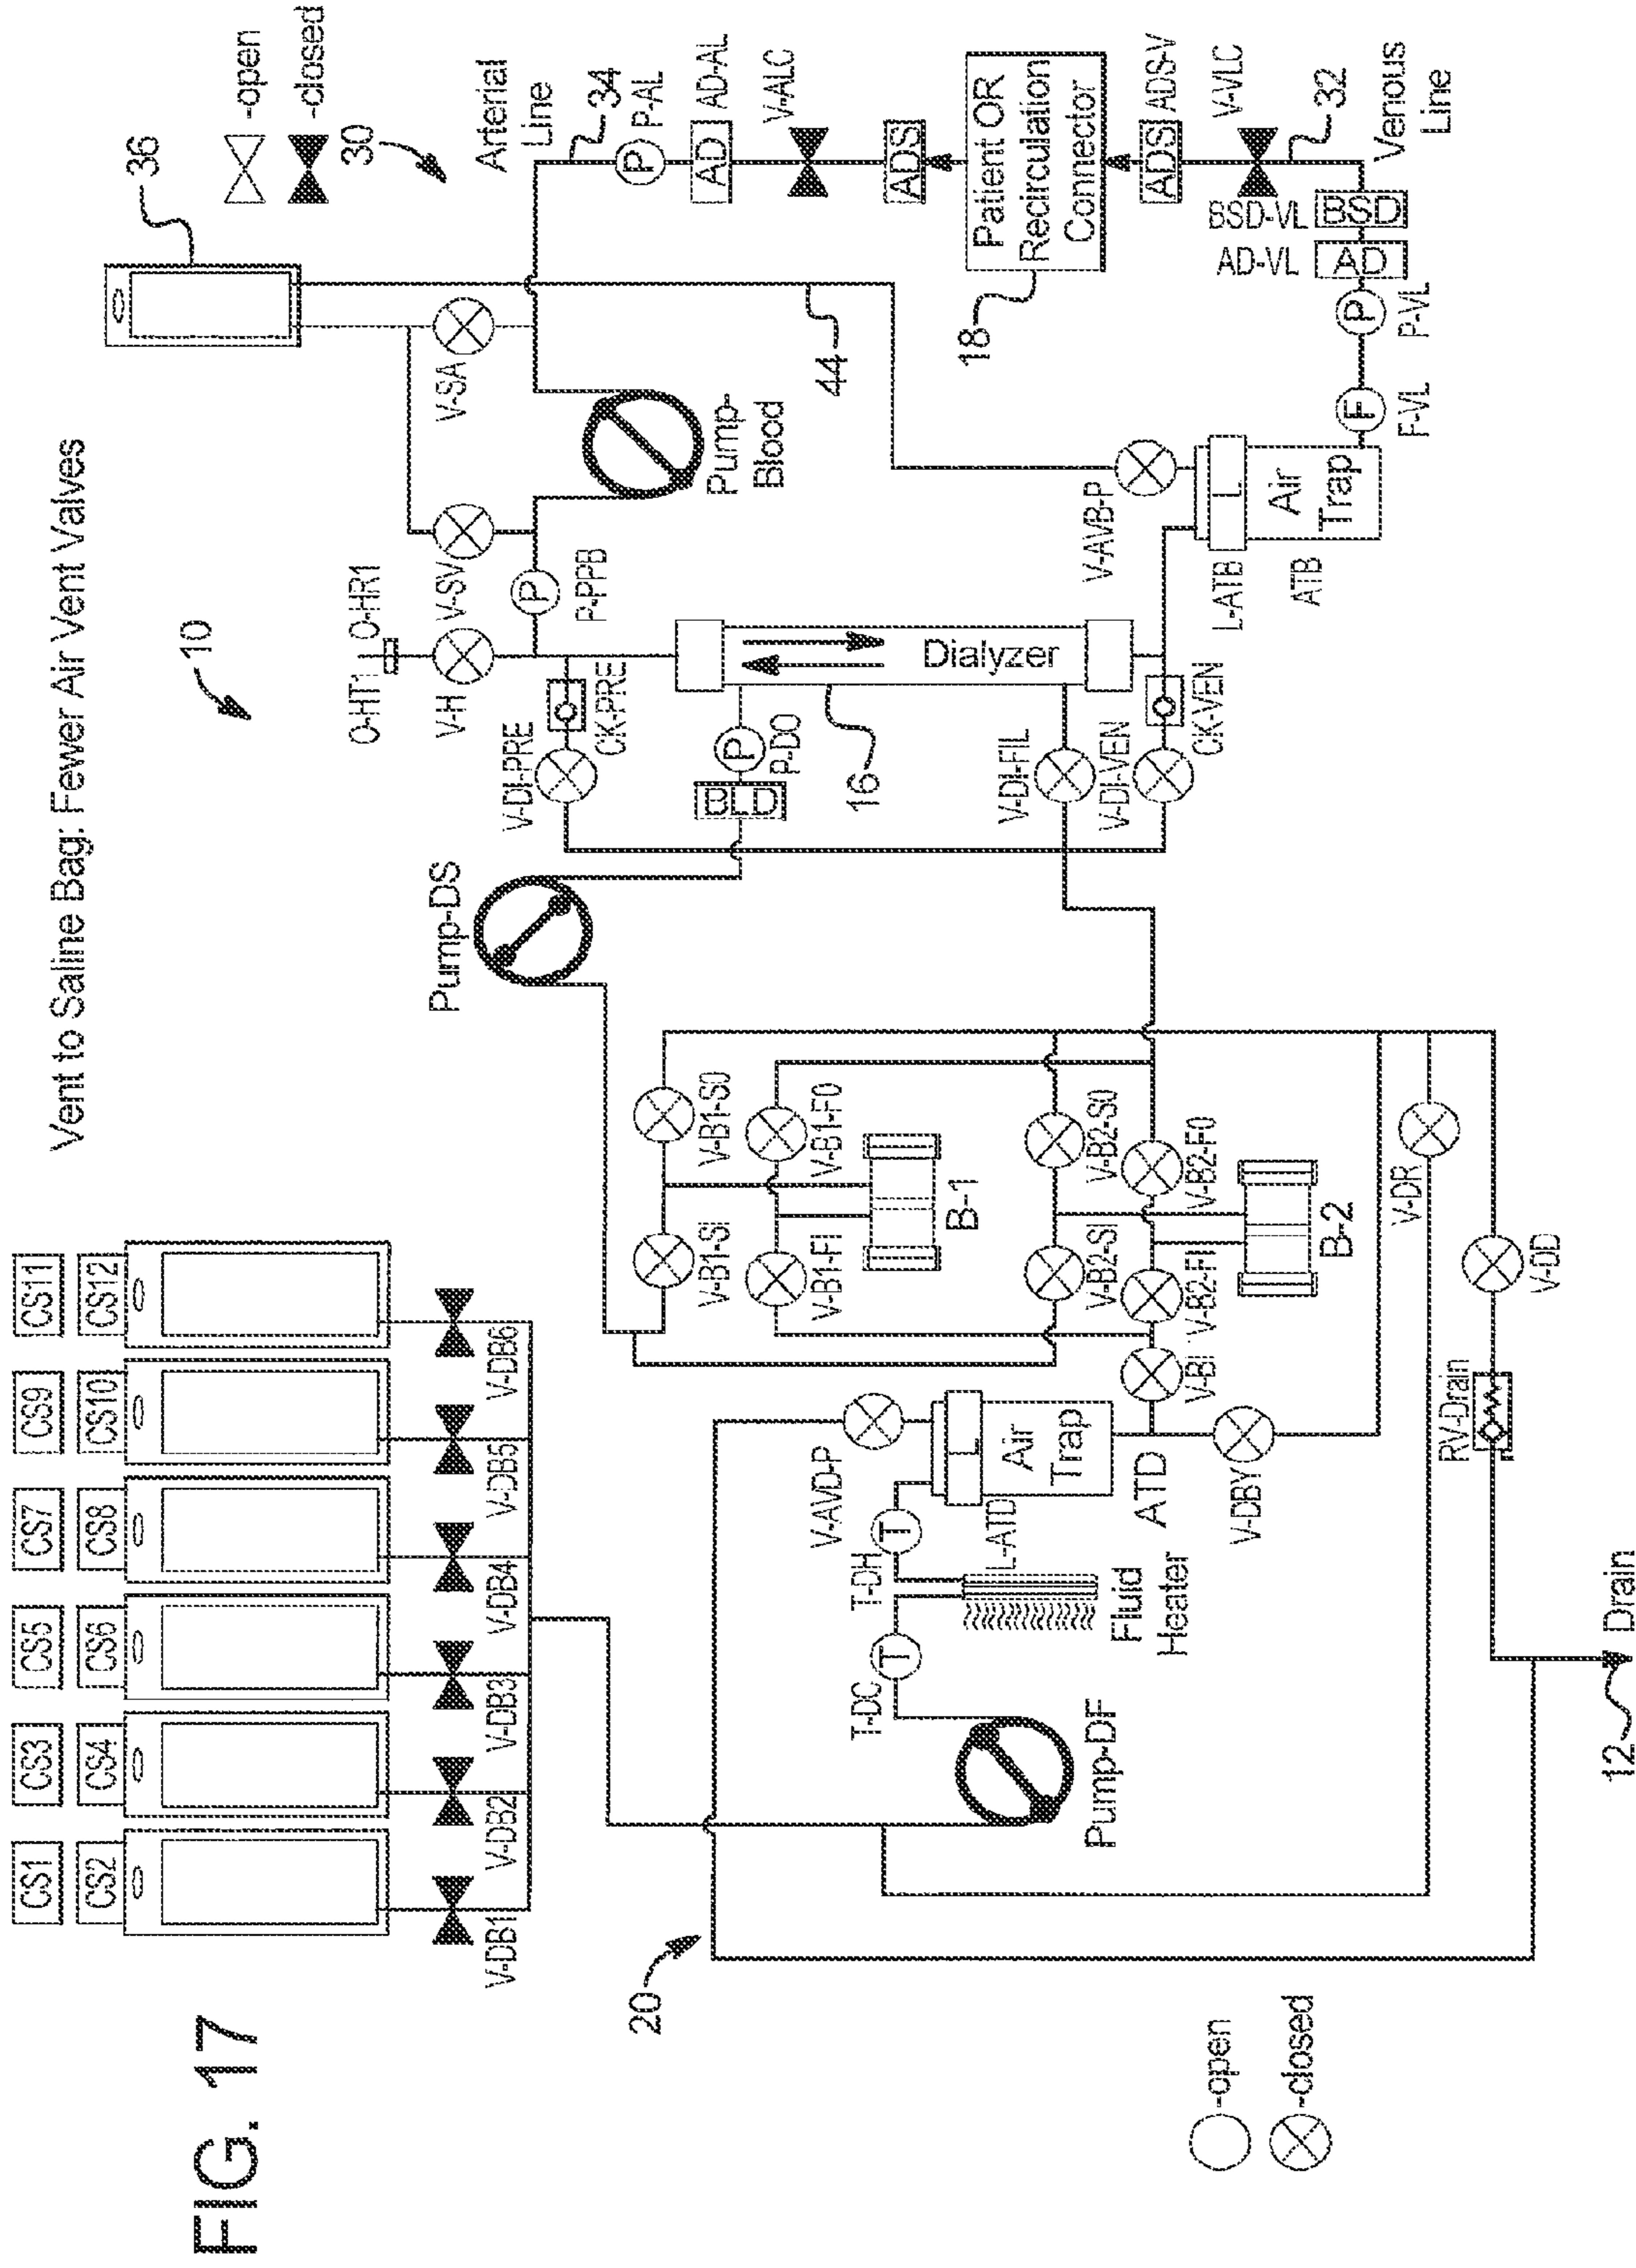 FIG. 17
Vent to Saline Bag: Fewer Air Vent Valves
CS1
CS3
CS5
CS7
CS9
CS11
CS2
CS4
CS6
CS8
CS10
CS12
V-DB1
V-DB2
V-DB3
V-DB4
V-DB5
V-DB6
10
36
-open
-closed
30
20
Pump-DS
O-HT1
O-HR1
V-H
V-SV
V-SA
Arterial
Line
34
P-AL
AD
AD-AL
V-ALC
ADS
P
P-PPB
Pump-
Blood
V-DI-PRE
CK-PRE
BLD
P
P-DO
16
Dialyzer
44
18
Patient OR
Recirculation
Connector
ADS
ADS-V
V-VLC
32
Venous
Line
BSD-VL
BSD
AD-VL
AD
P
P-VL
F
F-VL
V-DI-FIL
V-DI-VEN
CK-VEN
V-AVB-P
L-ATB
L
Air
Trap
ATB
V-B1-SI
V-B1-S0
V-B1-FI
V-B1-F0
B-1
V-B2-SI
V-B2-S0
V-B2-FI
V-B2-F0
B-2
V-BI
V-AVD-P
T-DC
T
T-DH
T
L-ATD
L
Air
Trap
ATD
Fluid
Heater
Pump-DF
V-DBY
V-DR
V-DD
RV-Drain
12
Drain
-open
-closed
P